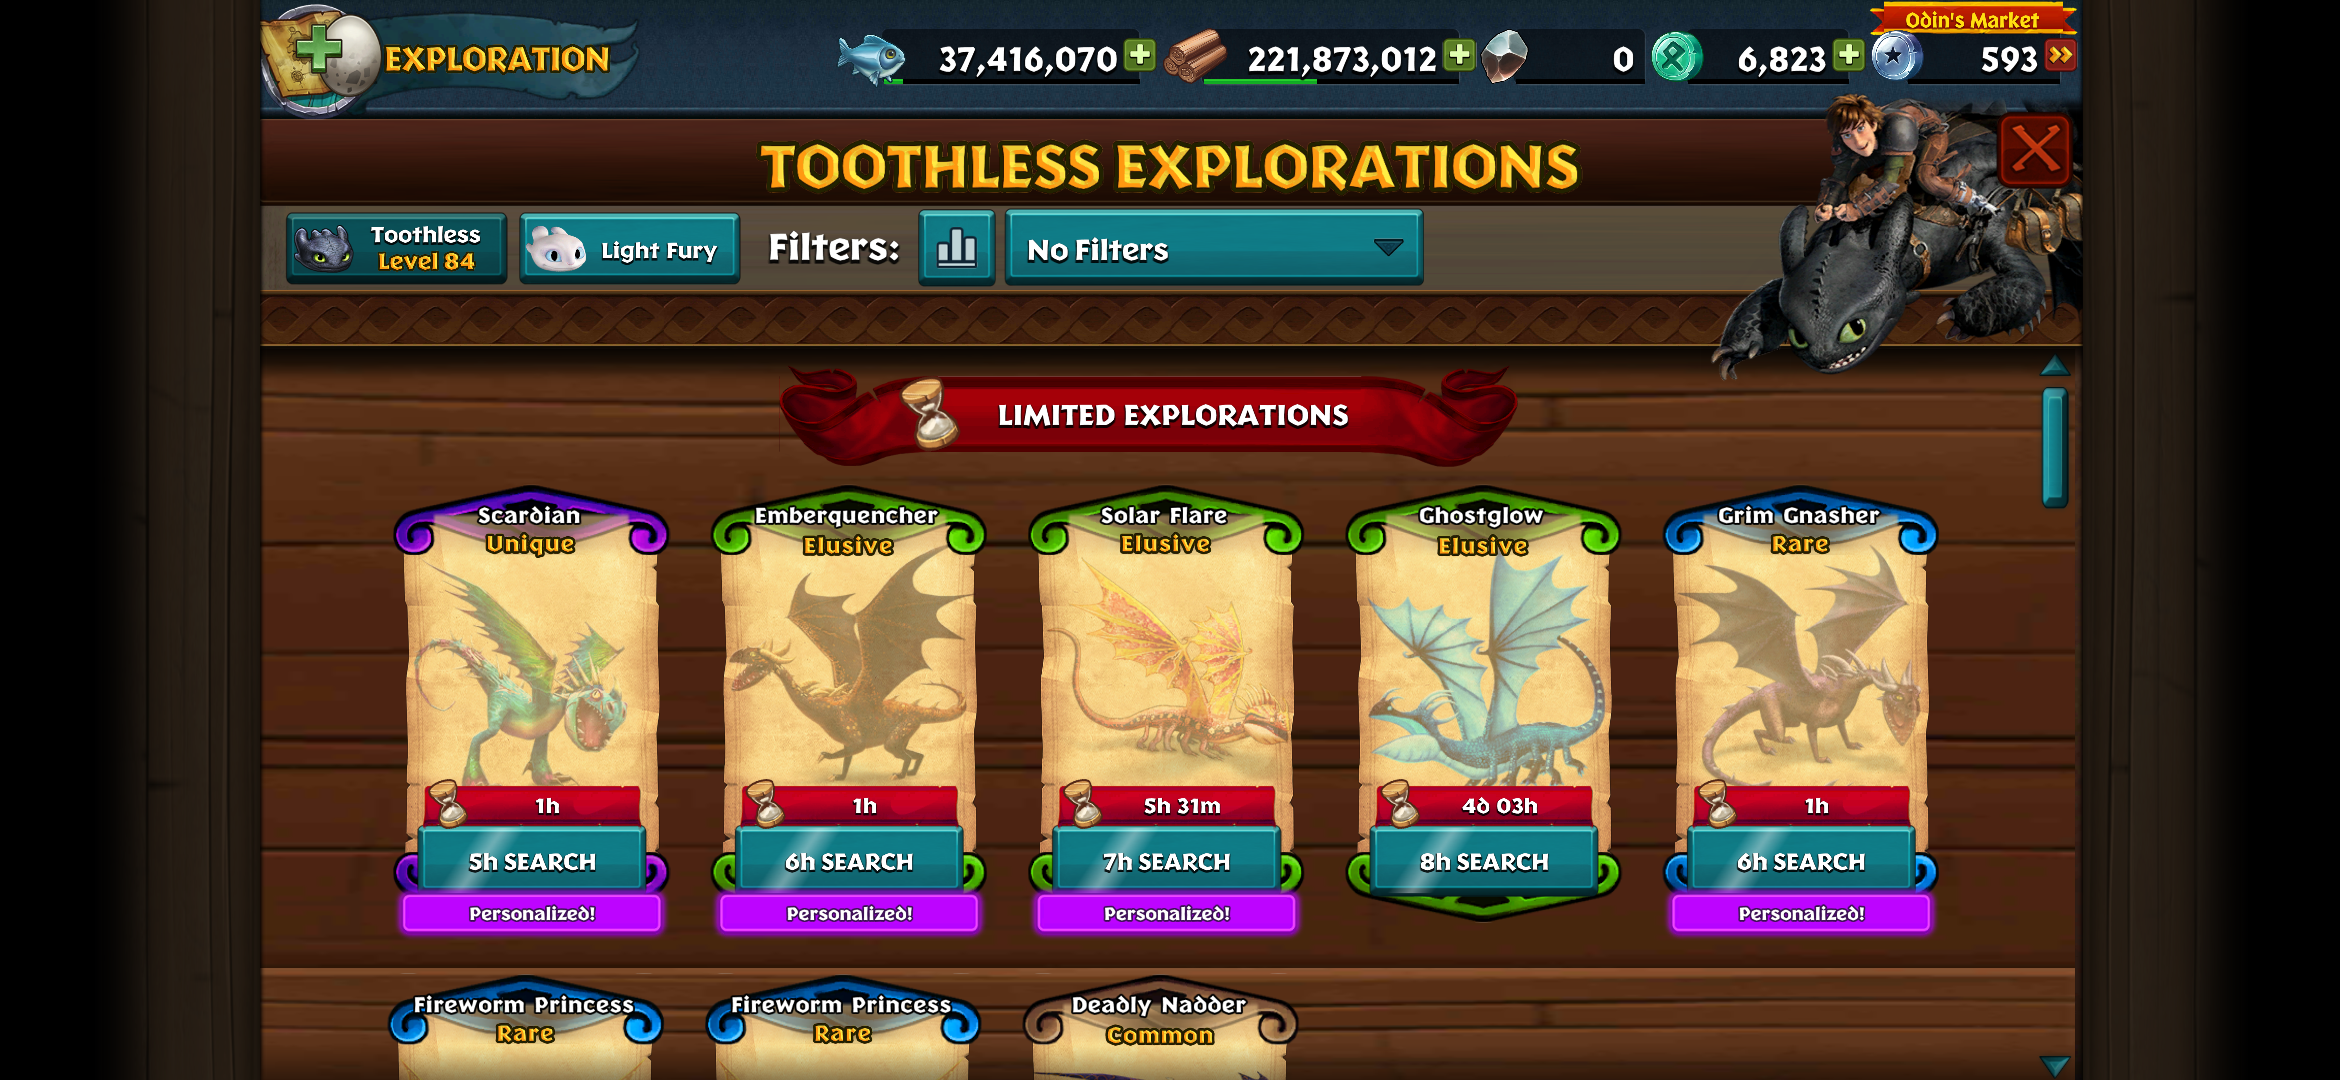 EXPLORATION
37,416,070
221,873,012
0
6,823
Odin's Market
593
TOOTHLESS EXPLORATIONS
Toothless
Level 84
Light Fury
Filters:
No Filters
LIMITED EXPLORATIONS
Scardian
Unique
1h
5h SEARCH
Personalized!
Emberquencher
Elusive
1h
6h SEARCH
Personalized!
Solar Flare
Elusive
5h 31m
7h SEARCH
Personalized!
Ghostglow
Elusive
4d 03h
8h SEARCH
Grim Gnasher
Rare
1h
6h SEARCH
Personalized!
Fireworm Princess
Rare
Fireworm Princess
Rare
Deadly Nadder
Common